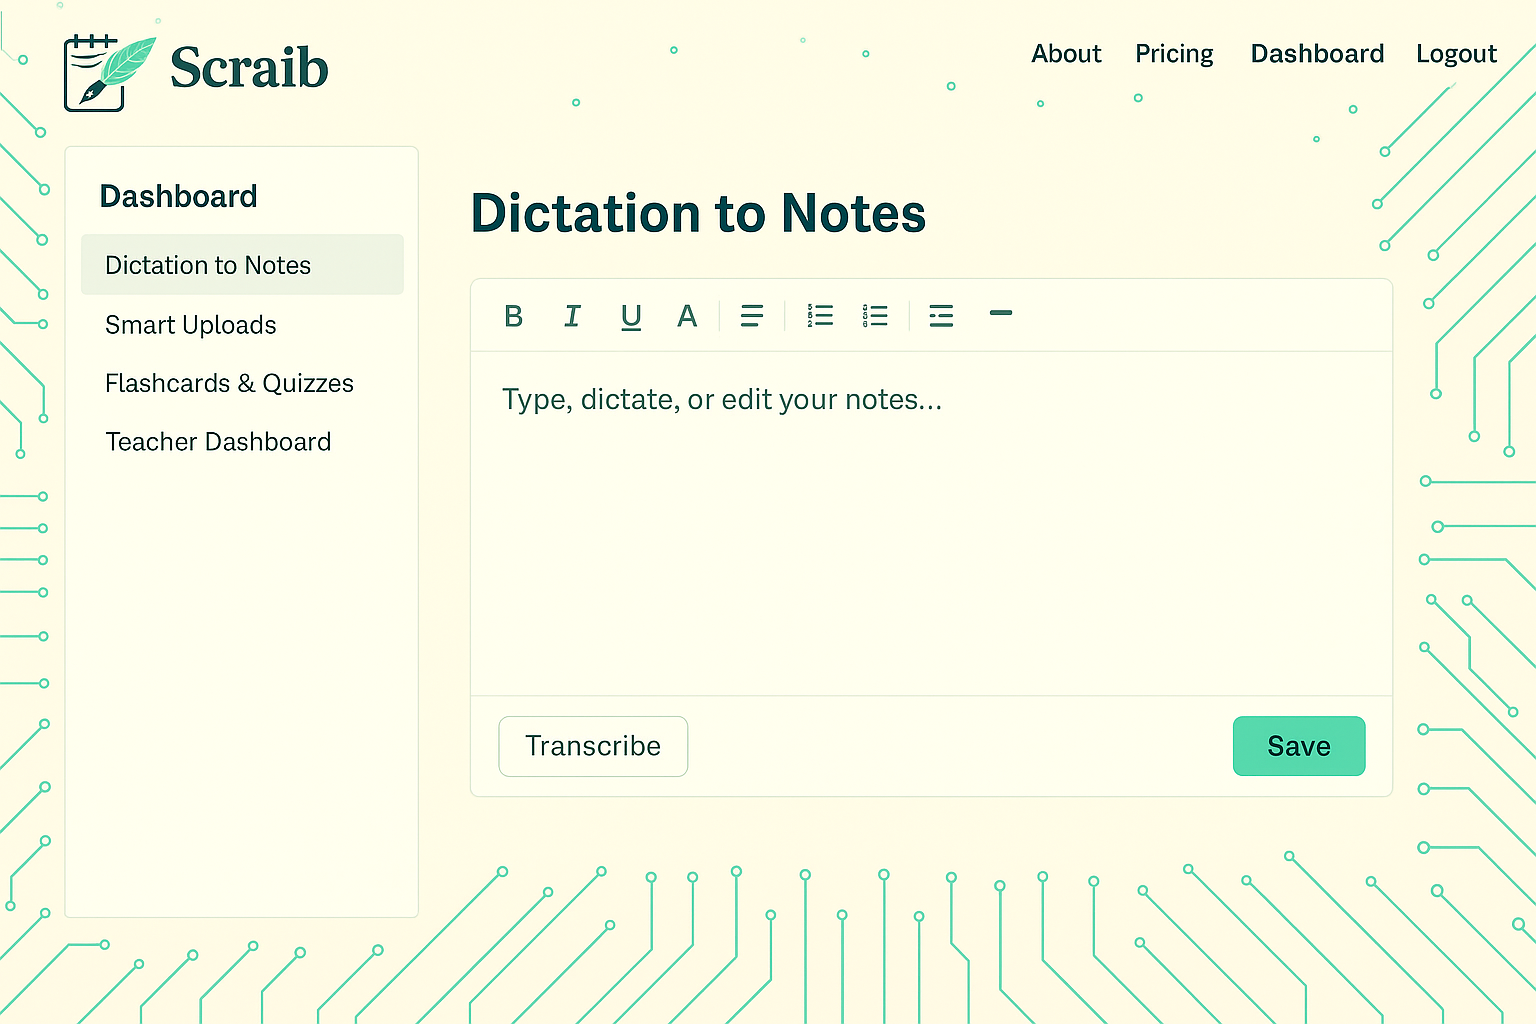 Scraib
About Pricing Dashboard Logout
Dashboard
Dictation to Notes
Smart Uploads
Flashcards & Quizzes
Teacher Dashboard
Dictation to Notes
B I U A
Type, dictate, or edit your notes...
Transcribe
Save